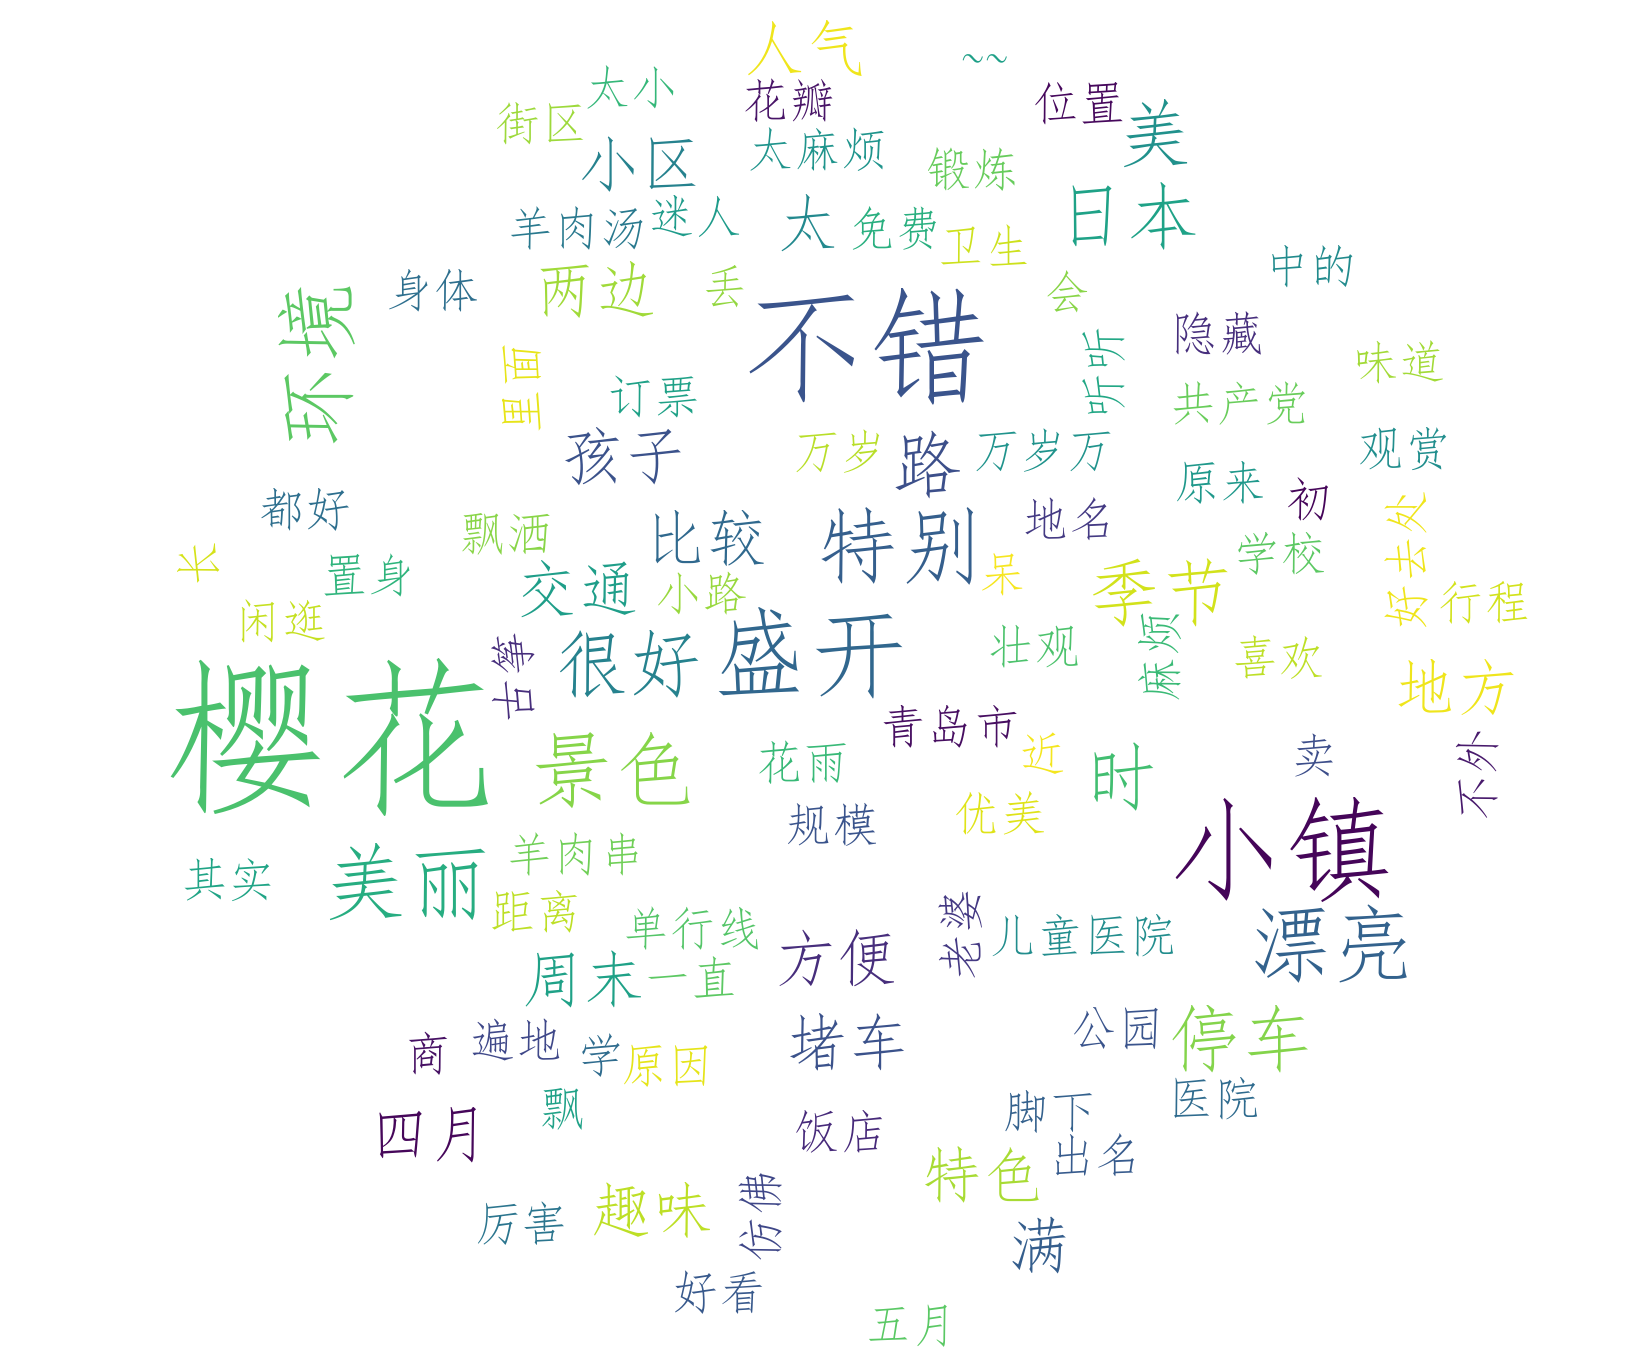 人气
~~
太小
花瓣
位置
街区
美
小区
太麻烦
锻炼
羊肉汤
迷人
太
免费
卫生
日本
身体
两边
丢
会
中的
环境
不错
隐藏
里面
订票
听听
共产党
味道
孩子
万岁
路
万岁万
观赏
都好
飘洒
比较
特别
地名
原来
初
好去处
长
置身
交通
小路
呆
季节
学校
行程
闲逛
古筝
很好
盛开
壮观
麻烦
喜欢
地方
樱花
景色
花雨
青岛市
近
时
卖
不外
规模
优美
小镇
其实
美丽
羊肉串
距离
单行线
方便
老婆
儿童医院
漂亮
周末
一直
商
遍地
学
原因
堵车
公园
停车
四月
飘
饭店
脚下
医院
出名
特色
厉害
趣味
仿佛
满
好看
五月